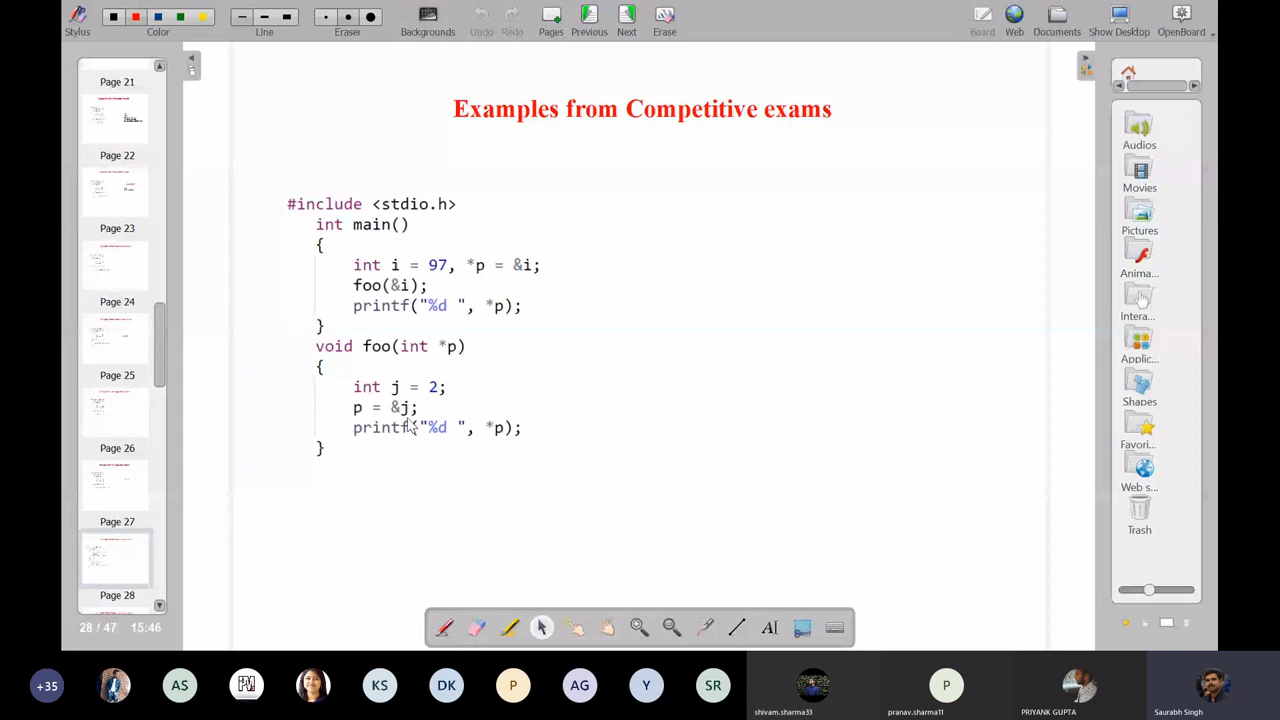 Stylus
Color
Line
Eraser
Backgrounds
Undo
Redo
Pages
Previous
Next
Erase
Board
Web
Documents
Show Desktop
OpenBoard
Page 21
Page 22
Page 23
Page 24
Page 25
Page 26
Page 27
Page 28
28 / 47
15:46
Examples from Competitive exams
#include <stdio.h>
int main()
{
int i = 97, *p = &i;
foo(&i);
printf("%d ", *p);
}
void foo(int *p)
{
int j = 2;
p = &j;
printf("%d ", *p);
}
Audios
Movies
Pictures
Anima...
Intera...
Applic...
Shapes
Favori...
Web s...
Trash
+35
AS
KS
DK
P
AG
Y
SR
shivam.sharma33
P
pranav.sharma11
PRIYANK GUPTA
Saurabh Singh